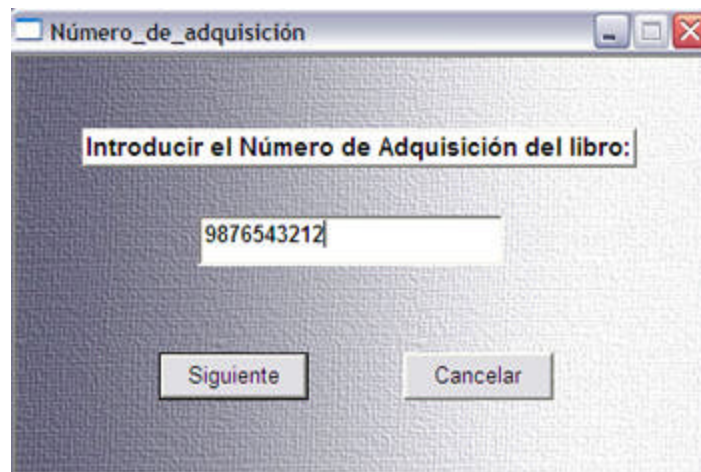 Número_de_adquisición
Introducir el Número de Adquisición del libro:
9876543212
Siguiente
Cancelar